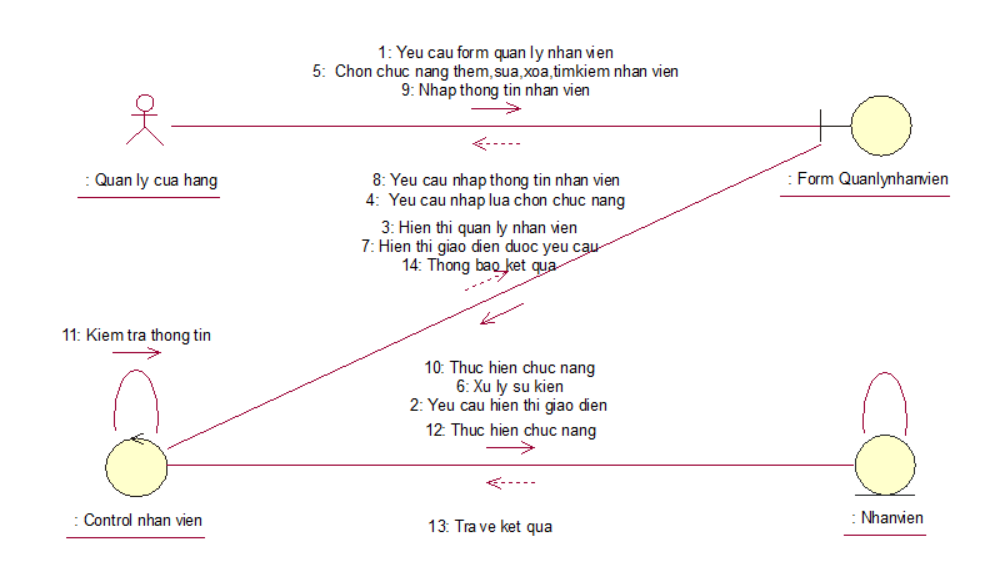 1: Yeu cau form quan ly nhan vien
5:  Chon chuc nang them,sua,xoa,timkiem nhan vien
9: Nhap thong tin nhan vien
: Quan ly cua hang
: Form Quanlynhanvien
8: Yeu cau nhap thong tin nhan vien
4:  Yeu cau nhap lua chon chuc nang
3: Hien thi quan ly nhan vien
7: Hien thi giao dien duoc yeu cau
14: Thong bao ket qua
11: Kiem tra thong tin
10: Thuc hien chuc nang
6: Xu ly su kien
2: Yeu cau hien thi giao dien
12: Thuc hien chuc nang
: Control nhan vien
: Nhanvien
13: Tra ve ket qua